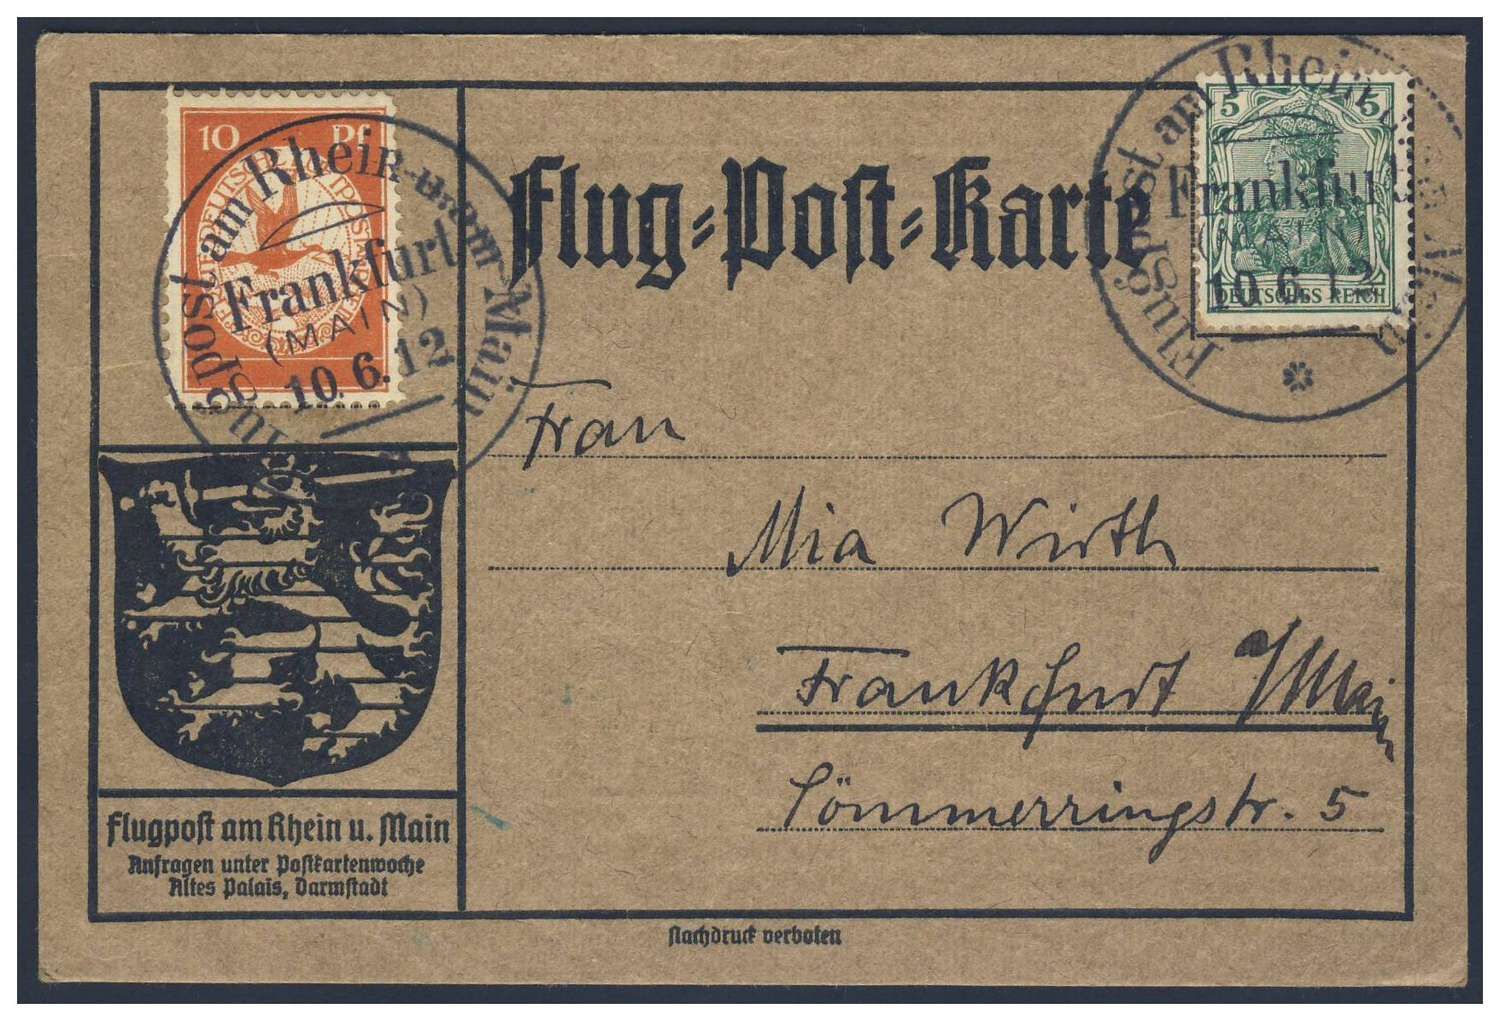 10 Pf
Flugpost am Rhein u. am Main
Frankfurt
(MAIN)
10.6.12
Flug=Post=Karte
5 5
DEUTSCHES REICH
Flugpost am Rhein
Frankfurt
(MAIN)
10.6.12
Frau
Mia Wirth
Frankfurt a/Main
Sömmerringstr. 5
Flugpost am Rhein u. Main
Anfragen unter Postkartenwoche
Altes Palais, Darmstadt
Nachdruck verboten